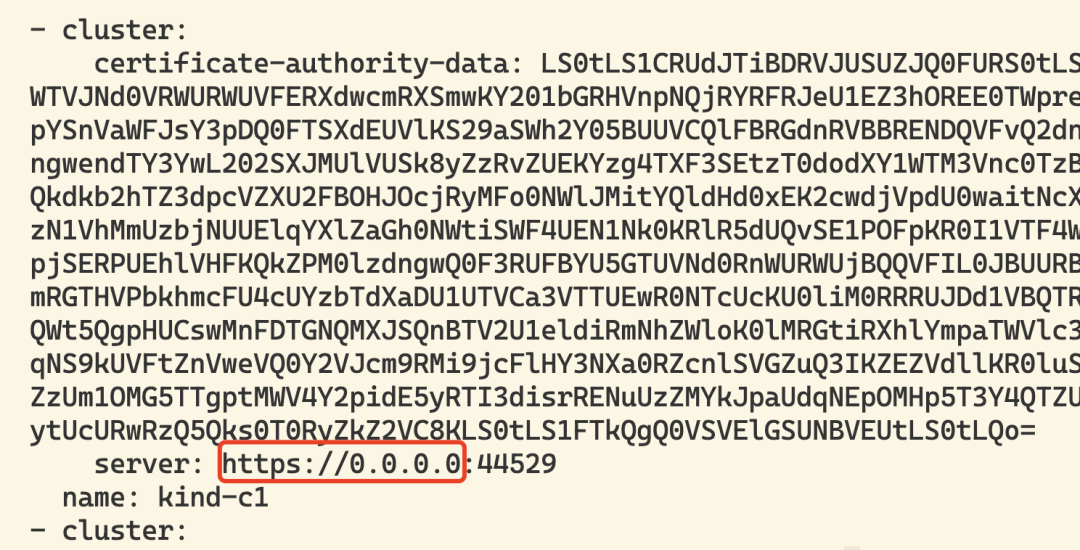 - cluster:
    certificate-authority-data: LS0tLS1CRUdJTiBDRVJUSUZJQ0FURS0tLS
WTVJNd0VRWURWUVFERXdwcmRXSmwKY201bGRHVnpNQjRYRFRJeU1EZ3hOREE0TWpre
pYSnVaWFJsY3pDQ0FTSXdEUVlKS29aSWh2Y05BUUVCQlFBRGdnRVBBRENDQVFvQ2dn
ngwendTY3YwL202SXJMUlVUSk8yZzRvZUEKYzg4TXF3SEtzT0dodXY1WTM3Vnc0TzB
Qkdkb2hTZ3dpcVZXU2FBOHJOcjRyMFo0NWlJMitYQldHd0xEK2cwdjVpdU0waitNcX
zN1VhMmUzbjNUUElqYXlZaGh0NWtiSWF4UEN1Nk0KRlR5dUQvSE1POFpKR0I1VTF4W
pjSERPUEhlVHFKQkZPM0lzdngwQ0F3RUFBYU5GTUVNd0RnWURWUjBQQVFIL0JBUURB
mRGTHVPbkhmcFU4cUYzbTdXaDU1UTVCa3VTTUEwR0NTcUcKU0liM0RRRUJDd1VBQTR
QWt5QgpHUCswMnFDTGNQMXJSQnBTV2U1eldiRmNhZWloK0lMRGtiRXhlYmpaTWVlc3
qNS9kUVFtZnVweVQ0Y2VJcm9RMi9jcFlHY3NXa0RZcnlSVGZuQ3IKZEZVdllKR0luS
ZzUm1OMG5TTgptMWV4Y2pidE5yRTI3disrRENuUzZMYkJpaUdqNEpOMHp5T3Y4QTZU
ytUcURwRzQ5Qks0T0RyZkZ2VC8KLS0tLS1FTkQgQ0VSVElGSUNBVEUtLS0tLQo=
    server: https://0.0.0.0:44529
  name: kind-c1
- cluster: